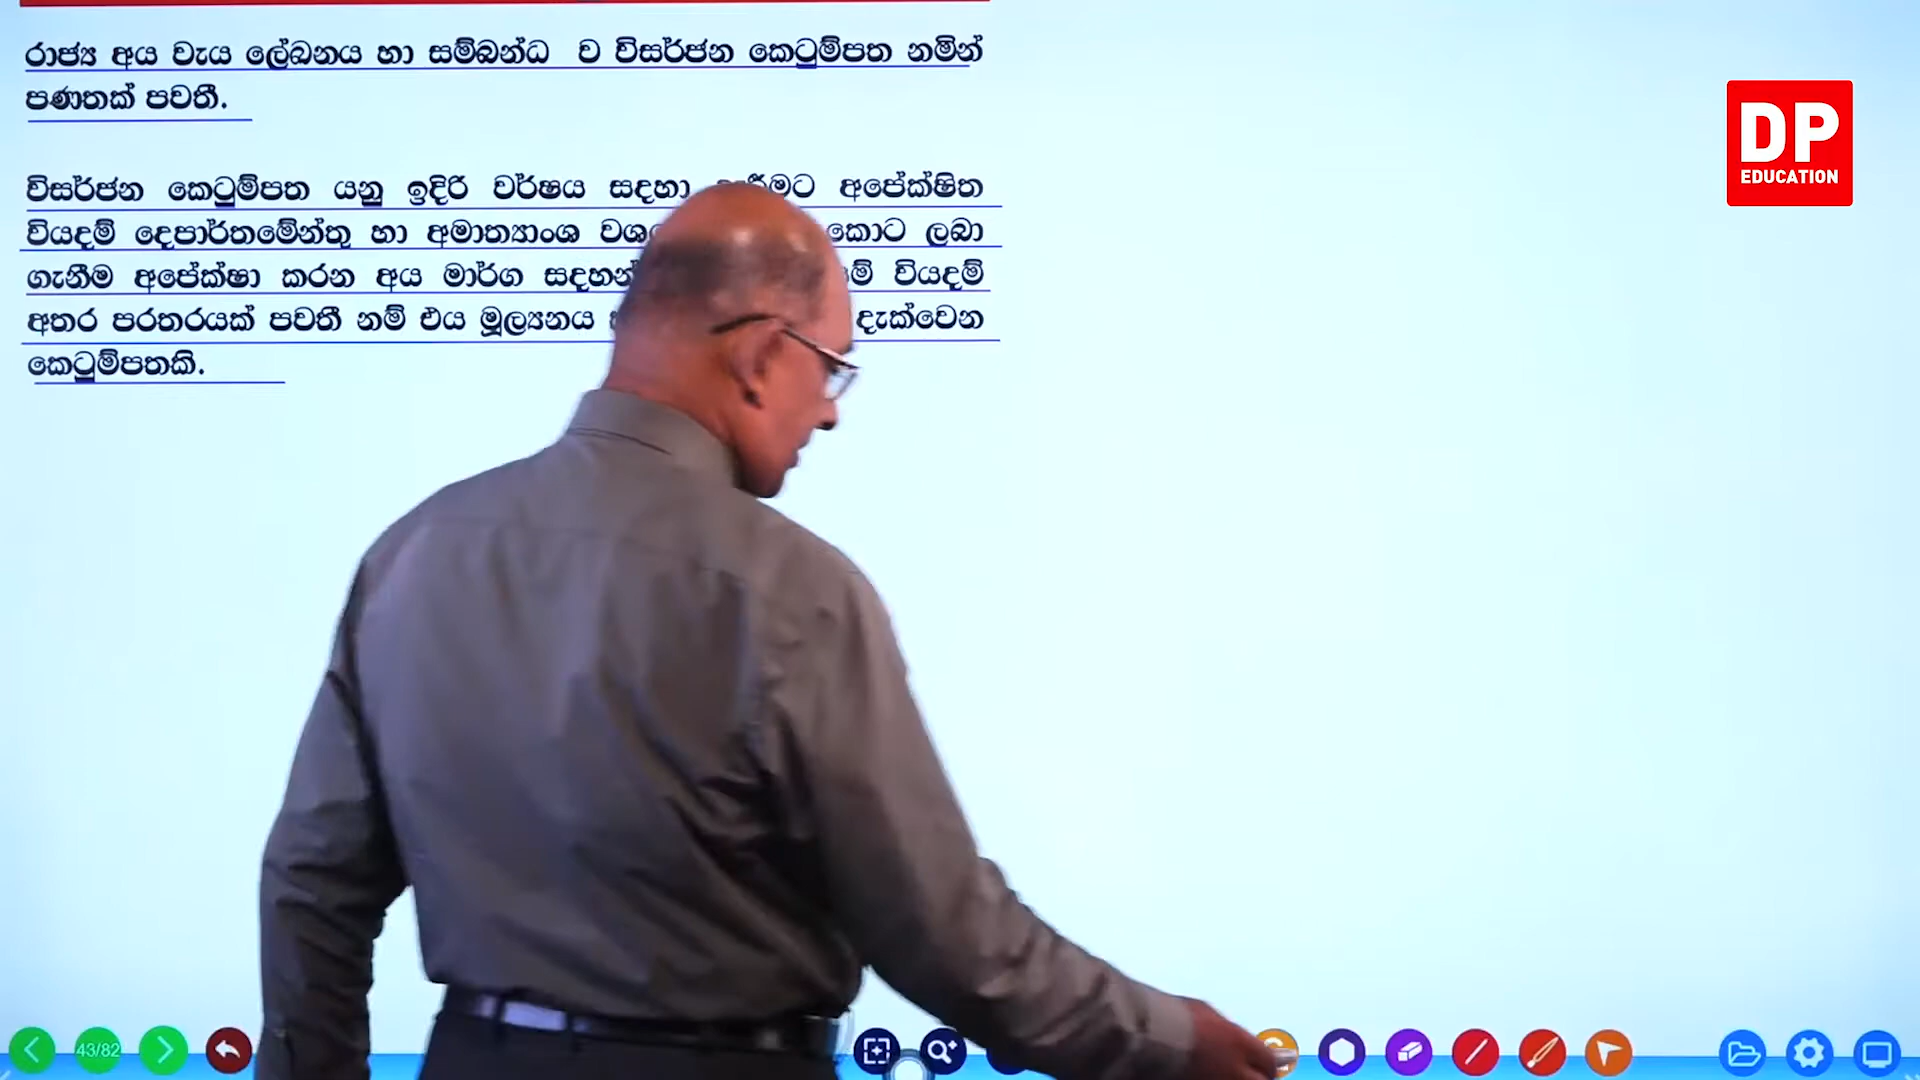 රාජ්‍ය අය වැය ලේඛනය හා සම්බන්ධ ව විසර්ජන කෙටුම්පත නමින්
පණතක් පවතී.
විසර්ජන කෙටුම්පත යනු ඉදිරි වර්ෂය සඳහා අපේක්ෂිත
වියදම් දෙපාර්තමේන්තු හා අමාත්‍යාංශ කොට ලබා
ගැනීම අපේක්ෂා කරන අය මාර්ග වියදම්
අතර පරතරයක් පවතී නම් එය මූල්‍යනය දැක්වෙන
කෙටුම්පතකි.
DP
EDUCATION
43/82